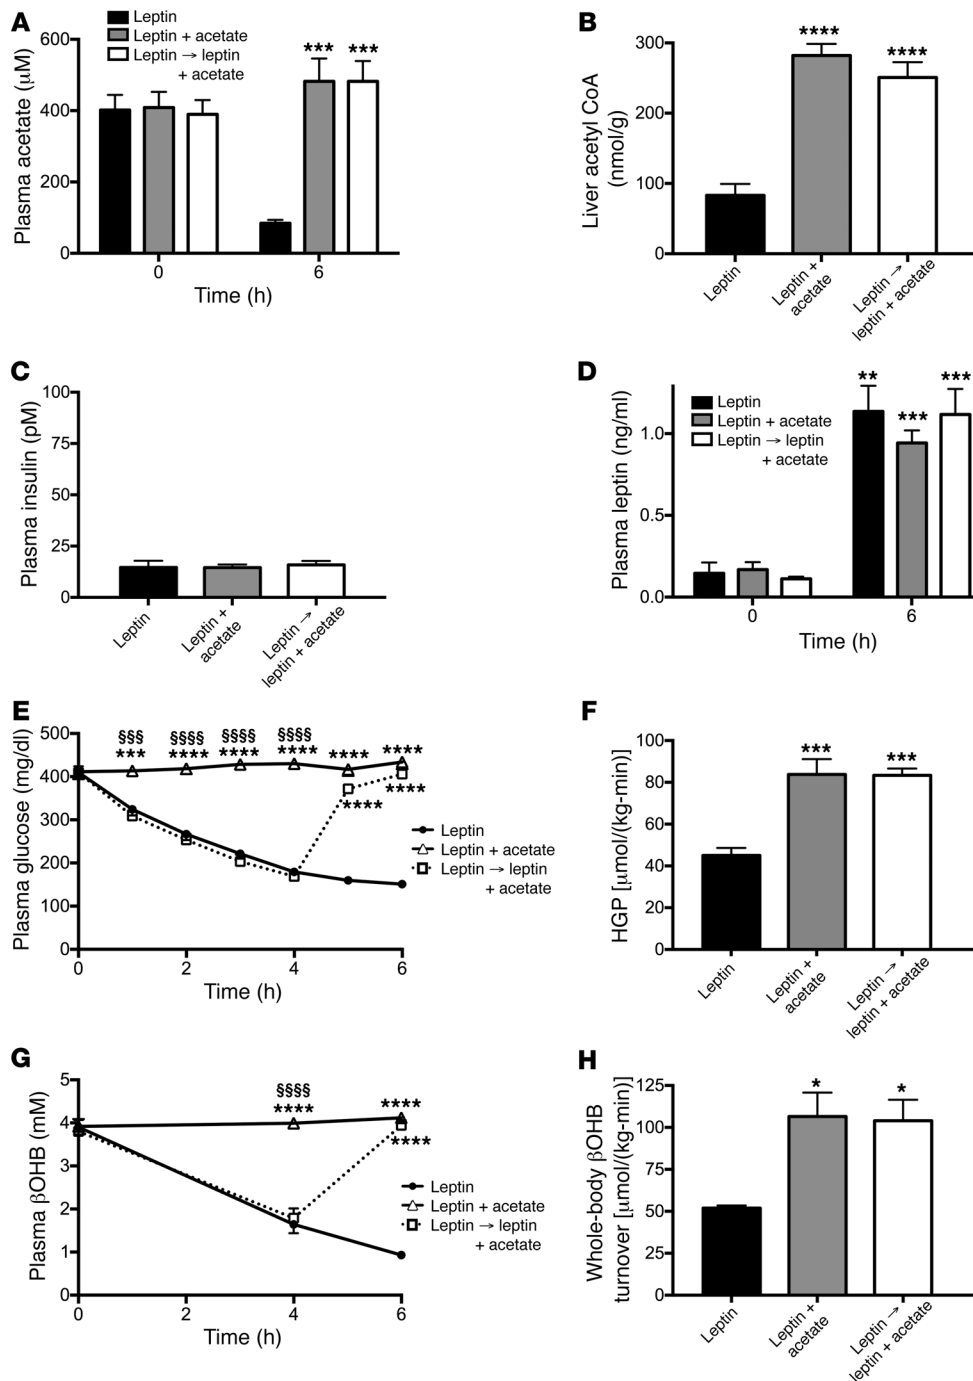 A
Leptin
Leptin + acetate
Leptin → leptin
+ acetate
***
***
Plasma acetate (μM)
600
400
200
0
0
6
Time (h)
B
****
****
Liver acetyl CoA
(nmol/g)
300
200
100
0
Leptin
Leptin +
acetate
Leptin →
leptin + acetate
C
Plasma insulin (pM)
100
75
50
25
0
Leptin
Leptin +
acetate
Leptin →
leptin + acetate
D
**
***
***
Leptin
Leptin + acetate
Leptin → leptin
+ acetate
Plasma leptin (ng/ml)
1.0
0.5
0.0
0
6
Time (h)
E
§§§
§§§§
§§§§
§§§§
***
****
****
****
****
****
****
****
Plasma glucose (mg/dl)
500
400
300
200
100
0
0
2
4
6
Time (h)
Leptin
Leptin + acetate
Leptin → leptin
+ acetate
F
***
***
HGP [μmol/(kg-min)]
100
80
60
40
20
0
Leptin
Leptin +
acetate
Leptin →
leptin + acetate
G
§§§§
****
****
****
Plasma βOHB (mM)
5
4
3
2
1
0
0
2
4
6
Time (h)
Leptin
Leptin + acetate
Leptin → leptin
+ acetate
H
*
*
Whole-body βOHB
turnover [μmol/(kg-min)]
125
100
75
50
25
0
Leptin
Leptin +
acetate
Leptin →
leptin + acetate